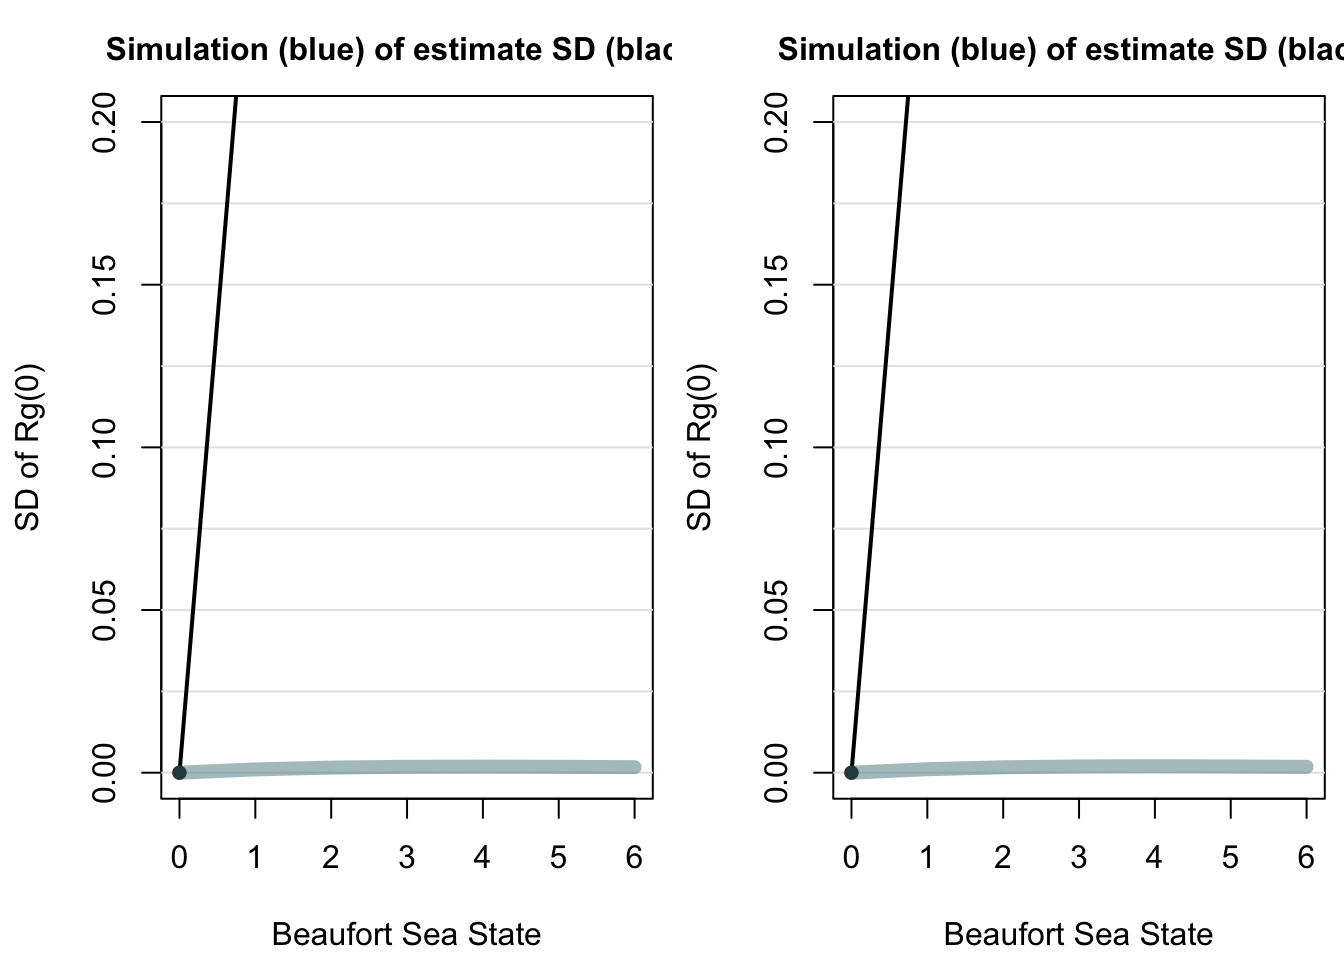 Simulation (blue) of estimate SD (blac
0.20
0.15
0.10
0.05
0.00
SD of Rg(0)
0 1 2 3 4 5 6
Beaufort Sea State
Simulation (blue) of estimate SD (blac
0.20
0.15
0.10
0.05
0.00
SD of Rg(0)
0 1 2 3 4 5 6
Beaufort Sea State